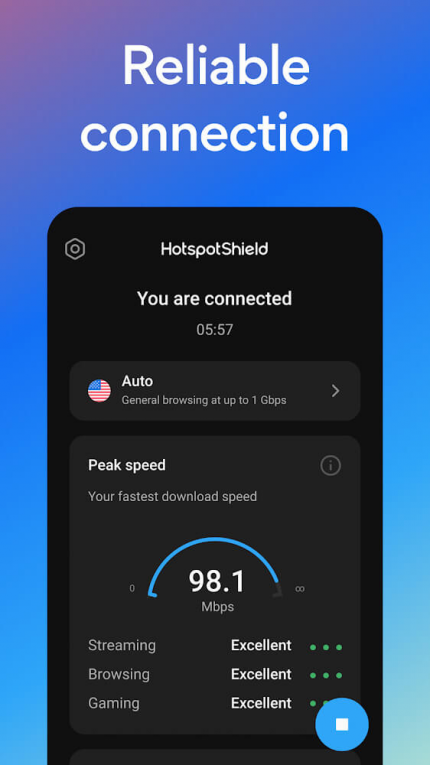 Reliable
connection
HotspotShield
You are connected
05:57
Auto
General browsing at up to 1 Gbps
Peak speed
Your fastest download speed
0
98.1
∞
Mbps
Streaming Excellent
Browsing Excellent
Gaming Excellent